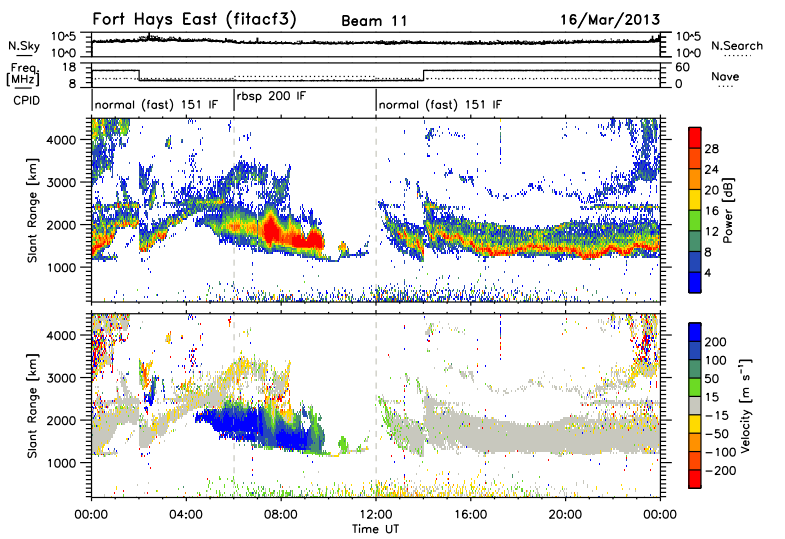 Fort Hays East (fitacf3) Beam 11 16/Mar/2013
N.Sky 10^5 10^0 10^5 10^0 N.Search
Freq. [MHz] 18 8 60 0 Nave
CPID normal (fast) 151 IF rbsp 200 IF normal (fast) 151 IF
Slant Range [km]
4000
3000
2000
1000
Power [dB]
28
24
20
16
12
8
4
Slant Range [km]
4000
3000
2000
1000
Velocity [m s⁻¹]
200
100
50
15
-15
-50
-100
-200
00:00 04:00 08:00 12:00 16:00 20:00 00:00
Time UT